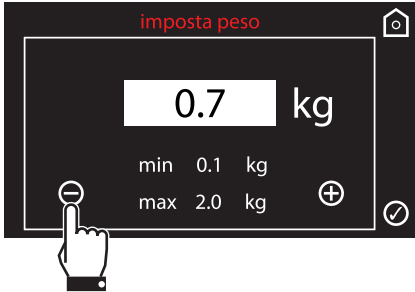 imposta peso
0.7 kg
min 0.1 kg
max 2.0 kg